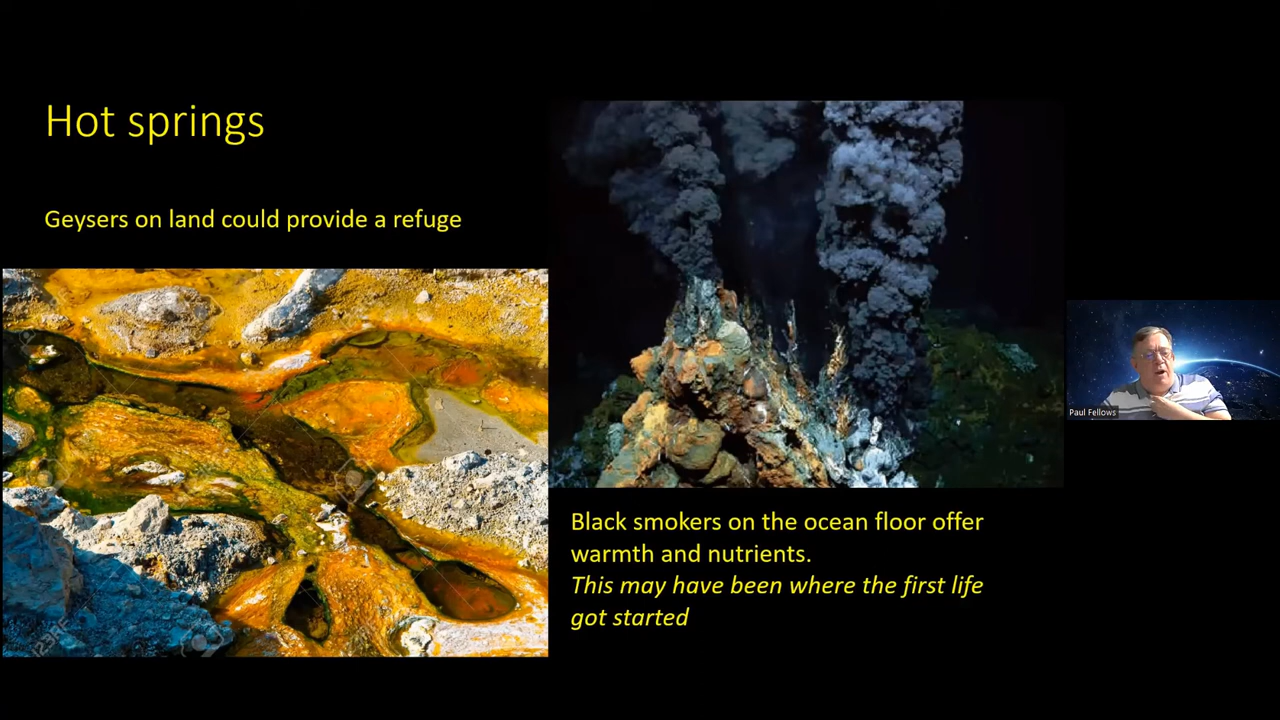 Hot springs
Geysers on land could provide a refuge
Black smokers on the ocean floor offer
warmth and nutrients.
This may have been where the first life
got started
Paul Fellows
123RF